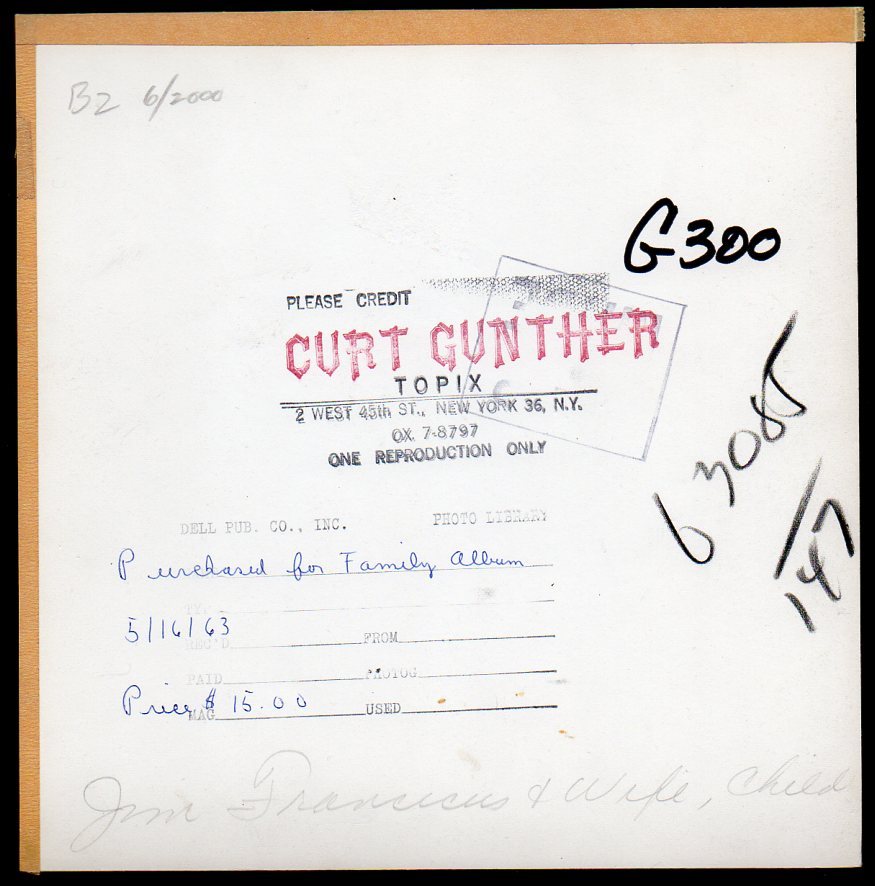 B2 6/2000
G300
PLEASE CREDIT
CURT GUNTHER
TOPIX
2 WEST 45th ST., NEW YORK 36, N.Y.
OX 7-8797
ONE REPRODUCTION ONLY
63085
/147
DELL PUB. CO., INC. PHOTO LIBRARY
Purchased for Family Album
5/16/63
REC'D FROM
PAID PHOTOG
Price $ 15.00
MAG USED
Jim Franciscus & Wife, Child